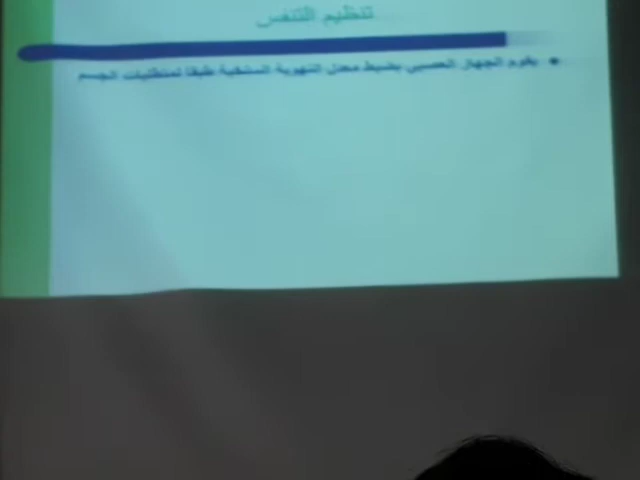 تنظيم التنفس
• يقوم الجهاز العصبي بضبط معدل التهوية السنخية طبقا لمتطلبات الجسم